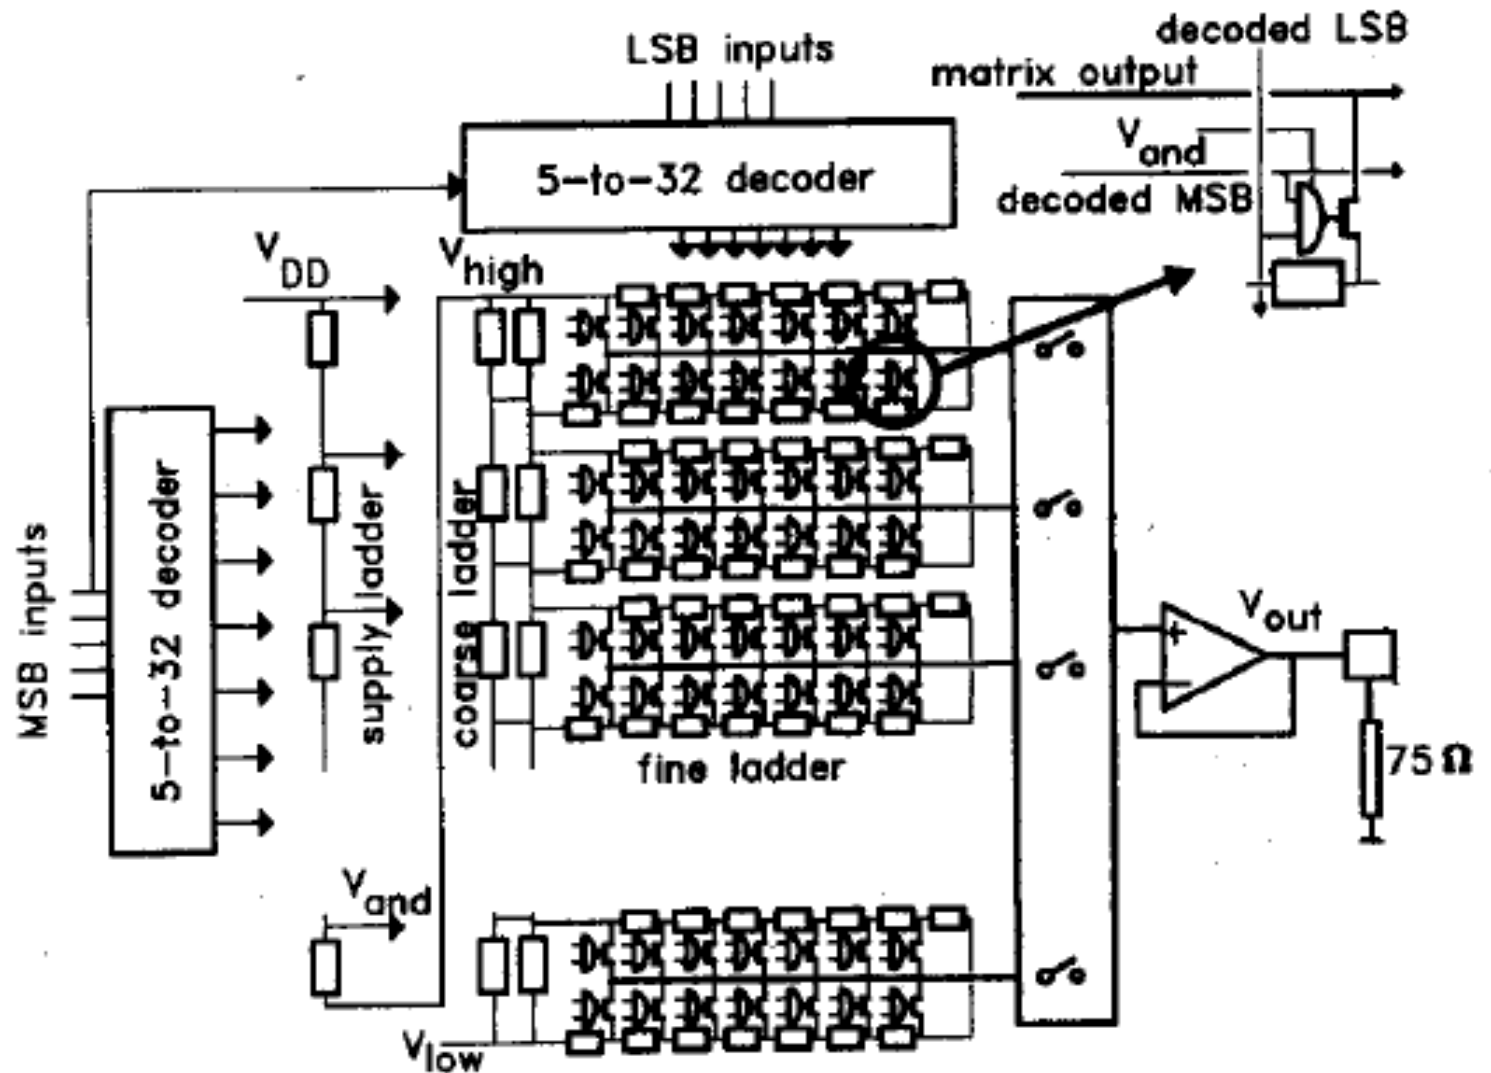 LSB inputs
5-to-32 decoder
decoded LSB
matrix output
Vand
decoded MSB
VDD
Vhigh
MSB inputs
5-to-32 decoder
supply ladder
coarse ladder
fine ladder
+
−
Vout
75 Ω
Vand
Vlow